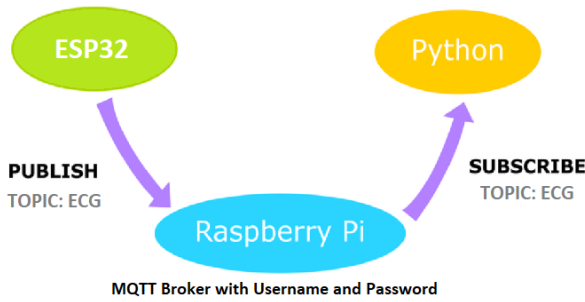 ESP32
Python
PUBLISH
TOPIC: ECG
SUBSCRIBE
TOPIC: ECG
Raspberry Pi
MQTT Broker with Username and Password